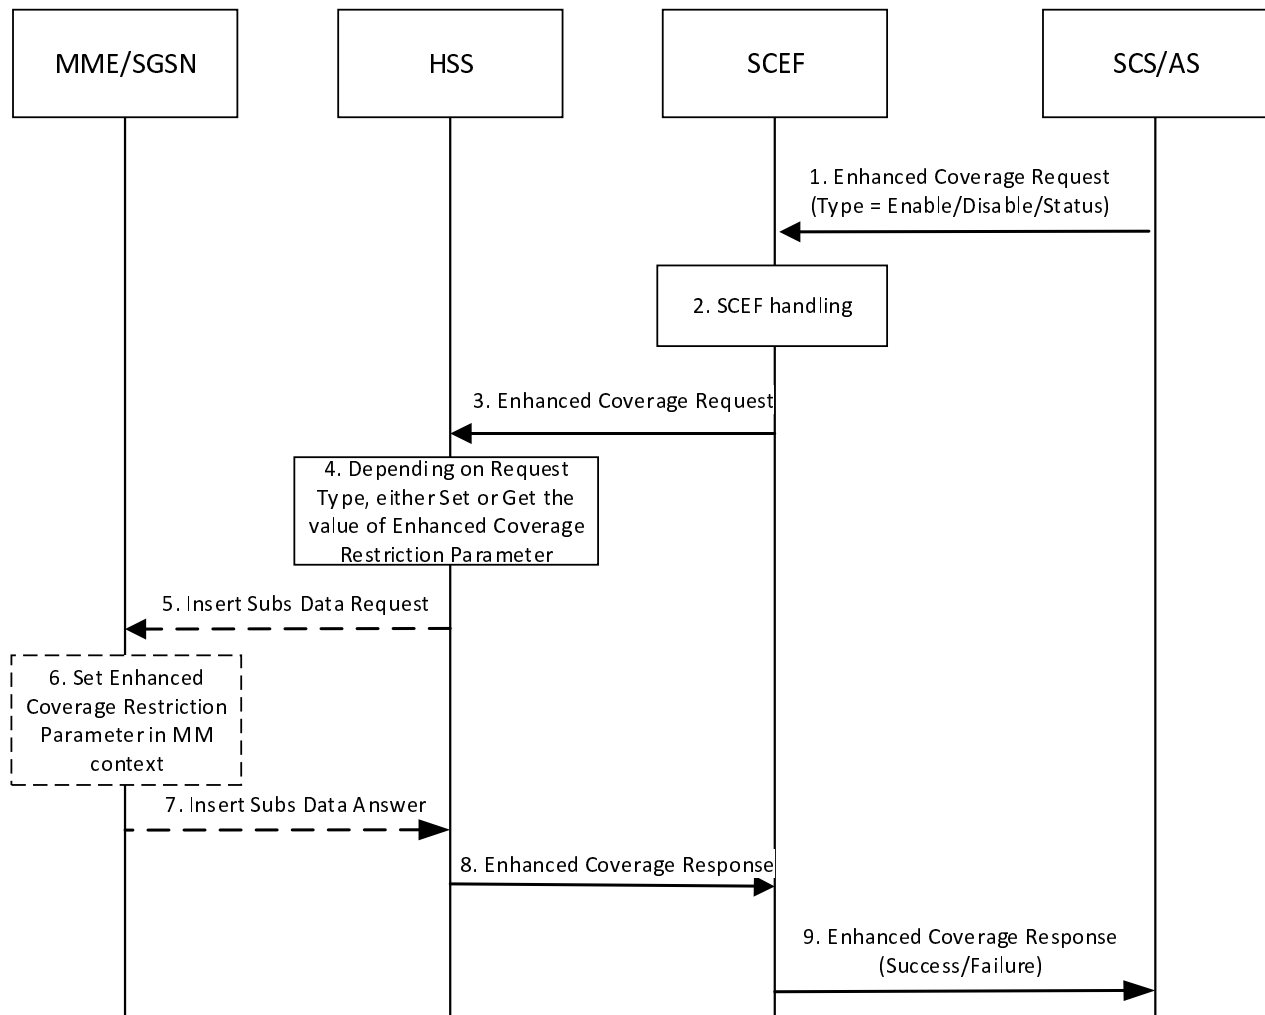 MME/SGSN
HSS
SCEF
SCS/AS
1. Enhanced Coverage Request
(Type = Enable/Disable/Status)
2. SCEF handling
3. Enhanced Coverage Request
4. Depending on Request
Type, either Set or Get the
value of Enhanced Coverage
Restriction Parameter
5. Insert Subs Data Request
6. Set Enhanced
Coverage Restriction
Parameter in MM
context
7. Insert Subs Data Answer
8. Enhanced Coverage Response
9. Enhanced Coverage Response
(Success/Failure)